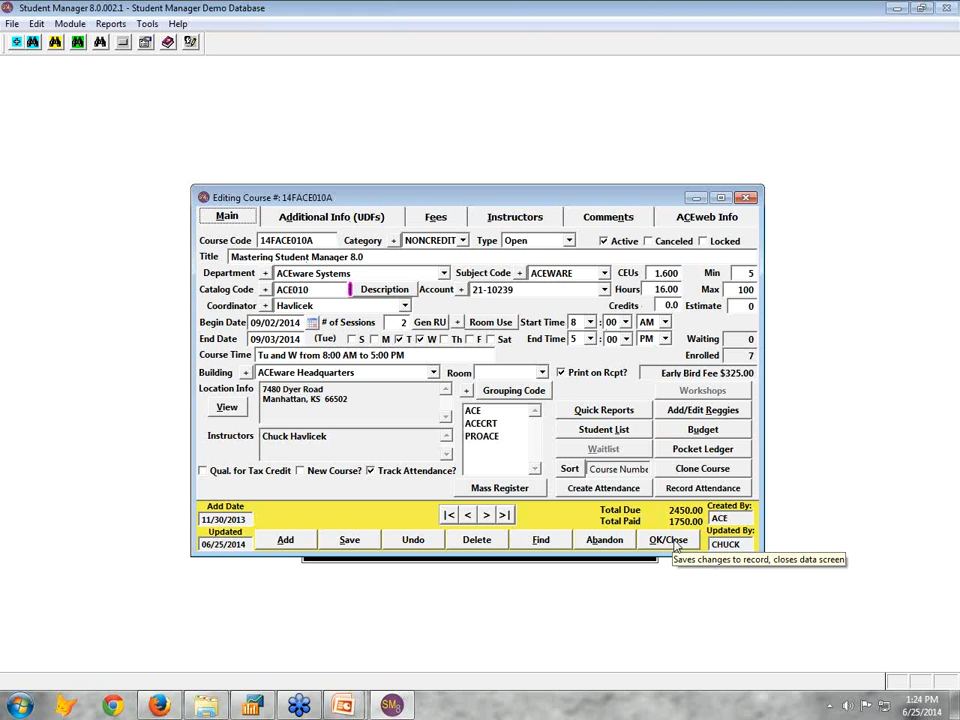 Student Manager 8.0.002.1 - Student Manager Demo Database
File Edit Module Reports Tools Help
Editing Course #: 14FACE010A
Main Additional Info (UDFs) Fees Instructors Comments ACEweb Info
Course Code 14FACE010A Category + NONCREDIT Type Open Active Canceled Locked
Title Mastering Student Manager 8.0
Department + ACEware Systems Subject Code + ACEWARE CEUs 1.600 Min 5
Catalog Code + ACE010 Description Account + 21-10239 Hours 16.00 Max 100
Coordinator + Havlicek Credits 0.0 Estimate 0
Begin Date 09/02/2014 # of Sessions 2 Gen RU + Room Use Start Time 8 : 00 AM
End Date 09/03/2014 (Tue) S M T W Th F Sat End Time 5 : 00 PM Waiting 0
Course Time Tu and W from 8:00 AM to 5:00 PM Enrolled 7
Building + ACEware Headquarters Room Print on Rcpt? Early Bird Fee $325.00
Location Info 7480 Dyer Road + Grouping Code Workshops
Manhattan, KS 66502
View ACE Quick Reports Add/Edit Reggies
ACECRT Student List Budget
Instructors Chuck Havlicek PROACE Waitlist Pocket Ledger
Qual. for Tax Credit New Course? Track Attendance? Sort Course Numbe Clone Course
Mass Register Create Attendance Record Attendance
Add Date |< < > >| Total Due 2450.00 Created By:
11/30/2013 Total Paid 1750.00 ACE
Updated Updated By:
06/25/2014 Add Save Undo Delete Find Abandon OK/Close CHUCK
Saves changes to record, closes data screen
SM8
1:24 PM
6/25/2014